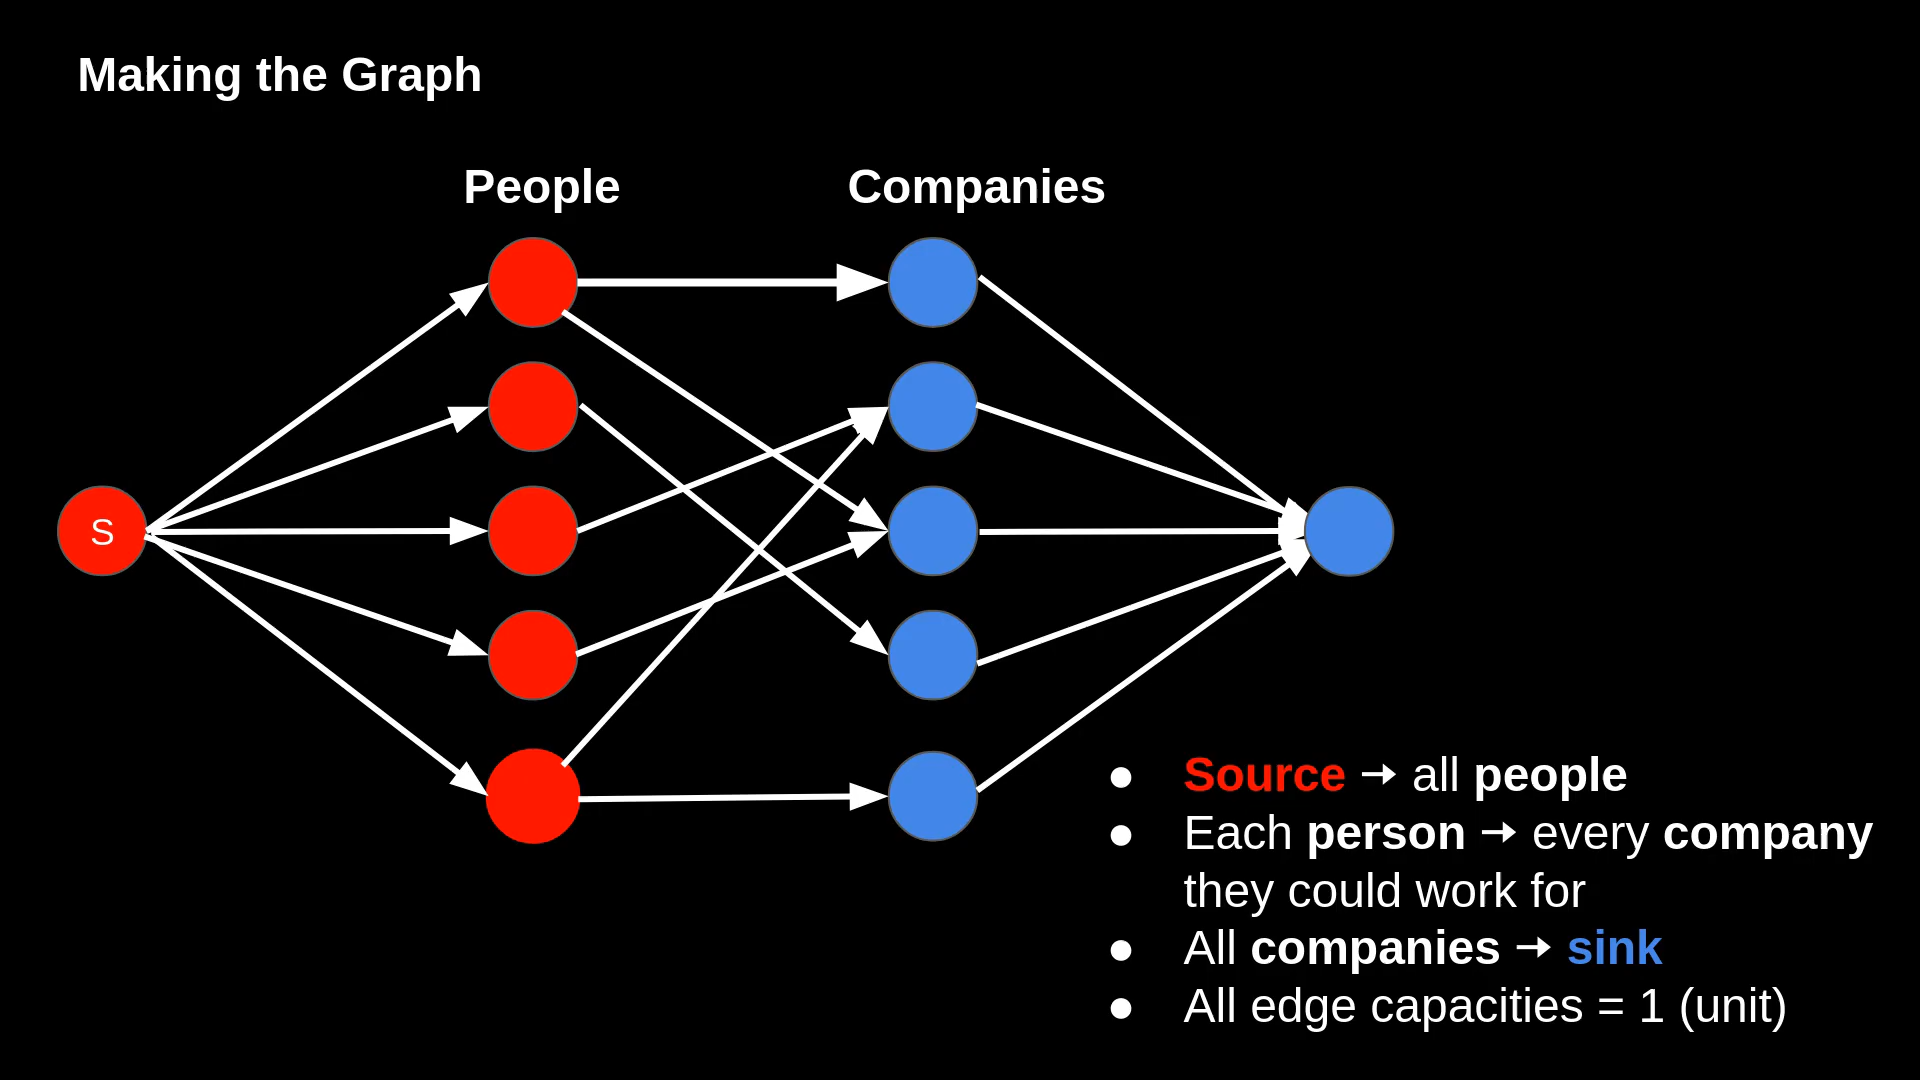 Making the Graph
People
Companies
S
● Source → all people
● Each person → every company
they could work for
● All companies → sink
● All edge capacities = 1 (unit)